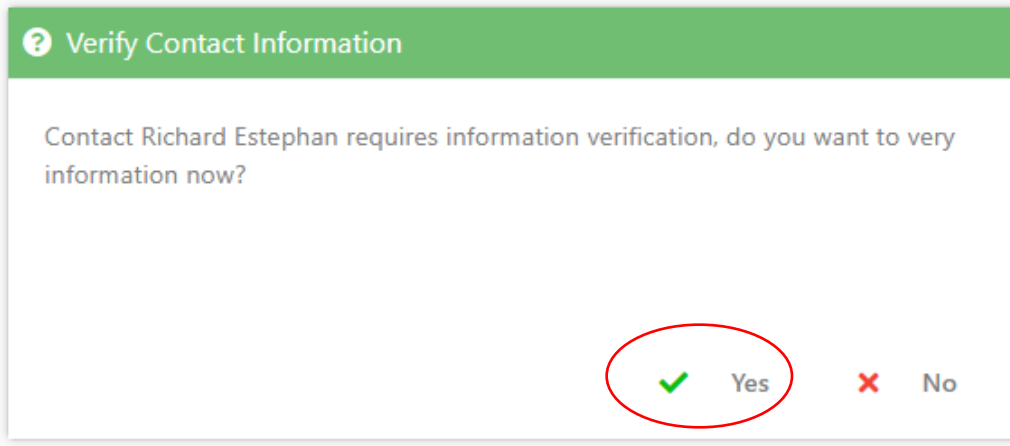 Verify Contact Information
Contact Richard Estephan requires information verification, do you want to very
information now?
Yes No